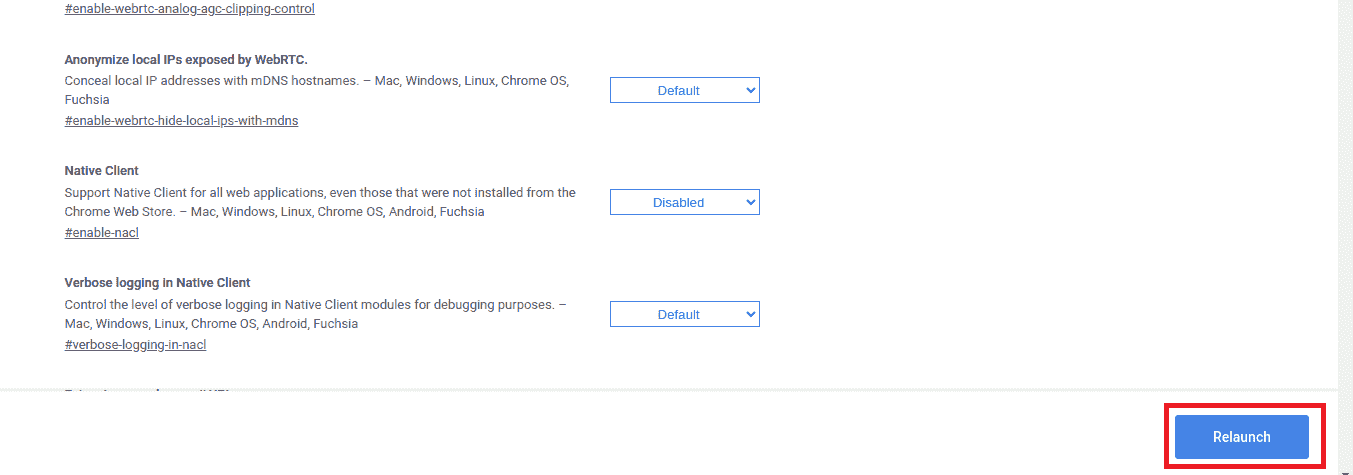 #enable-webrtc-analog-agc-clipping-control
Anonymize local IPs exposed by WebRTC.
Conceal local IP addresses with mDNS hostnames. – Mac, Windows, Linux, Chrome OS,
Fuchsia
Default
#enable-webrtc-hide-local-ips-with-mdns
Native Client
Support Native Client for all web applications, even those that were not installed from the
Chrome Web Store. – Mac, Windows, Linux, Chrome OS, Android, Fuchsia
Disabled
#enable-nacl
Verbose logging in Native Client
Control the level of verbose logging in Native Client modules for debugging purposes. –
Mac, Windows, Linux, Chrome OS, Android, Fuchsia
Default
#verbose-logging-in-nacl
Relaunch